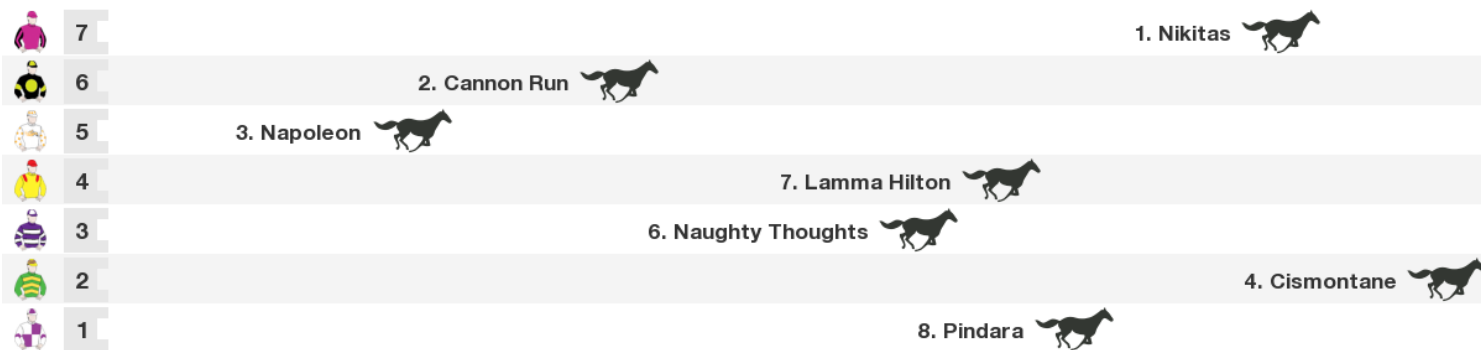 7 1. Nikitas
6 2. Cannon Run
5 3. Napoleon
4 7. Lamma Hilton
3 6. Naughty Thoughts
2 4. Cismontane
1 8. Pindara